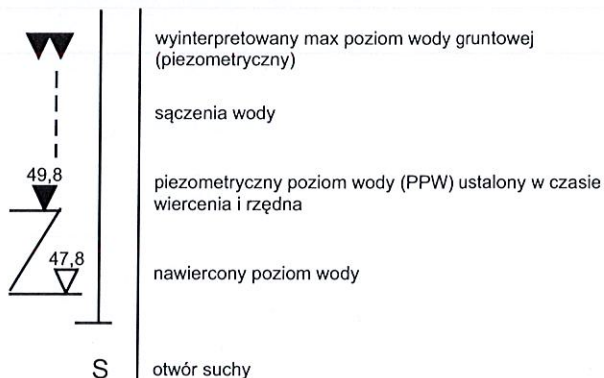 wyinterpretowany max poziom wody gruntowej
(piezometryczny)
sączenia wody
49,8
piezometryczny poziom wody (PPW) ustalony w czasie
wiercenia i rzędna
47,8
nawiercony poziom wody
S
otwór suchy